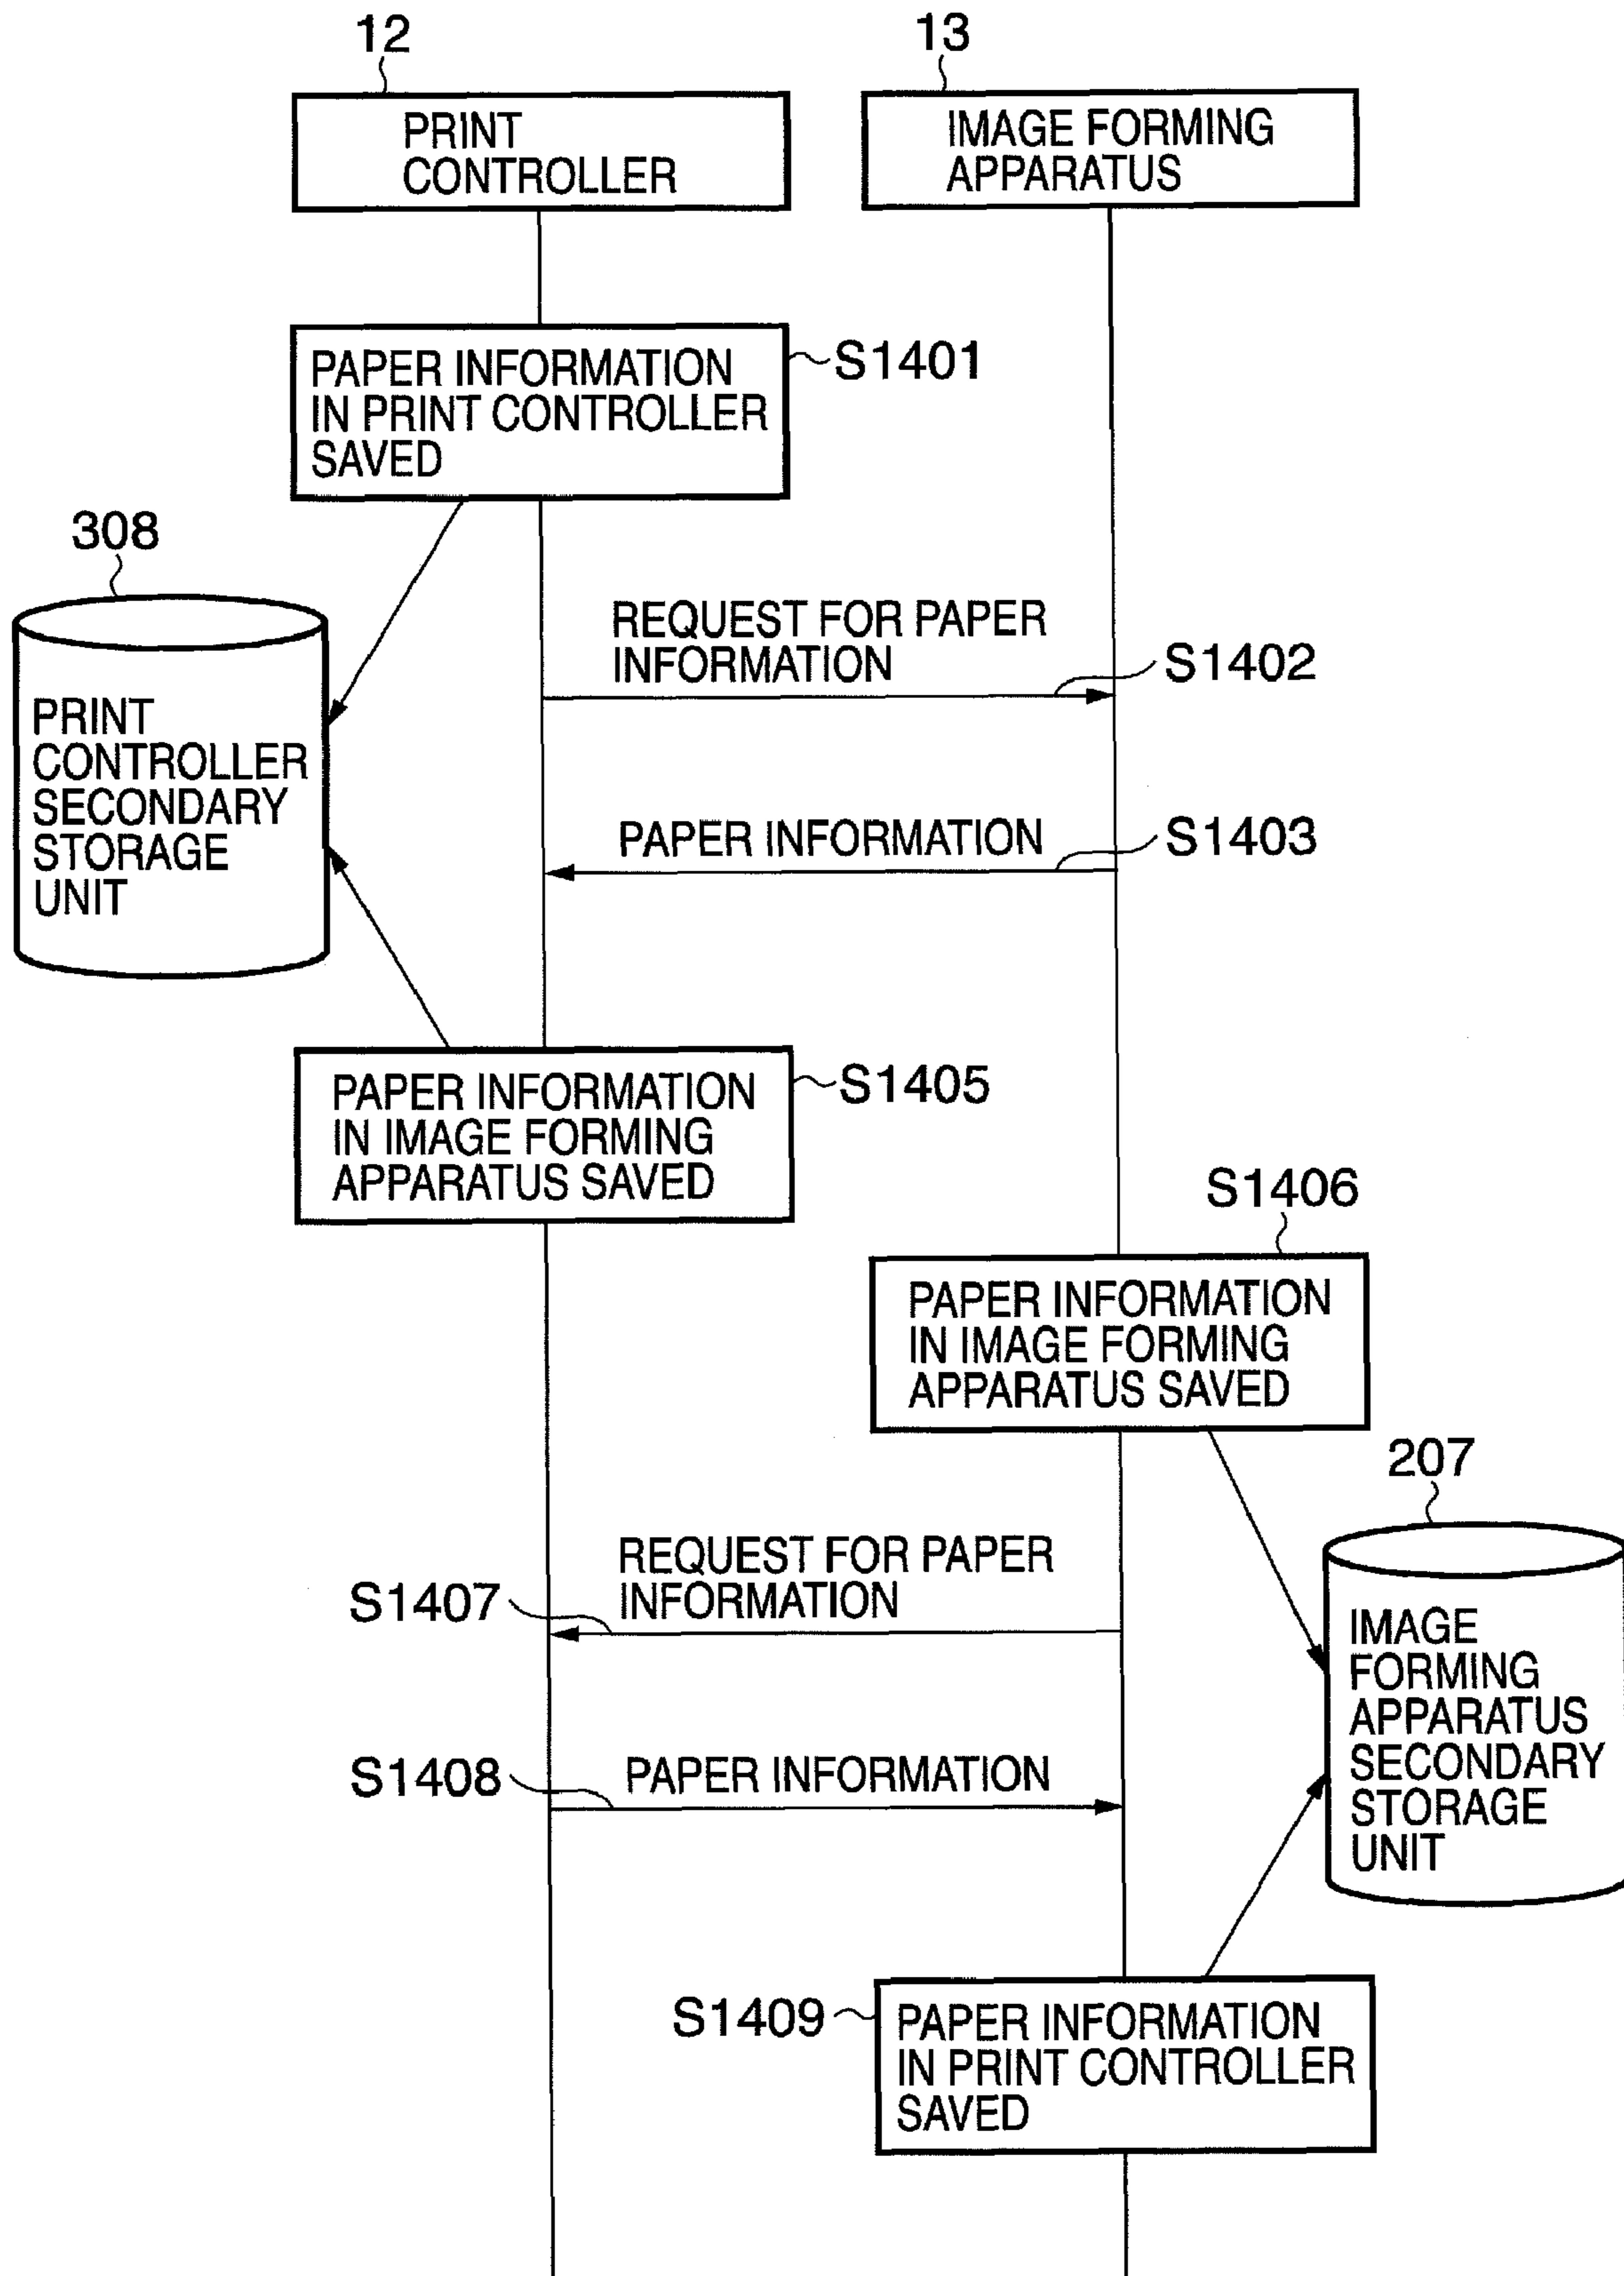 12
13
PRINT
CONTROLLER
IMAGE FORMING
APPARATUS
PAPER INFORMATION
IN PRINT CONTROLLER
SAVED
S1401
308
REQUEST FOR PAPER
INFORMATION
S1402
PRINT
CONTROLLER
SECONDARY
STORAGE
UNIT
PAPER INFORMATION
S1403
PAPER INFORMATION
IN IMAGE FORMING
APPARATUS SAVED
S1405
S1406
PAPER INFORMATION
IN IMAGE FORMING
APPARATUS SAVED
207
REQUEST FOR PAPER
INFORMATION
S1407
IMAGE
FORMING
APPARATUS
SECONDARY
STORAGE
UNIT
S1408
PAPER INFORMATION
S1409
PAPER INFORMATION
IN PRINT CONTROLLER
SAVED